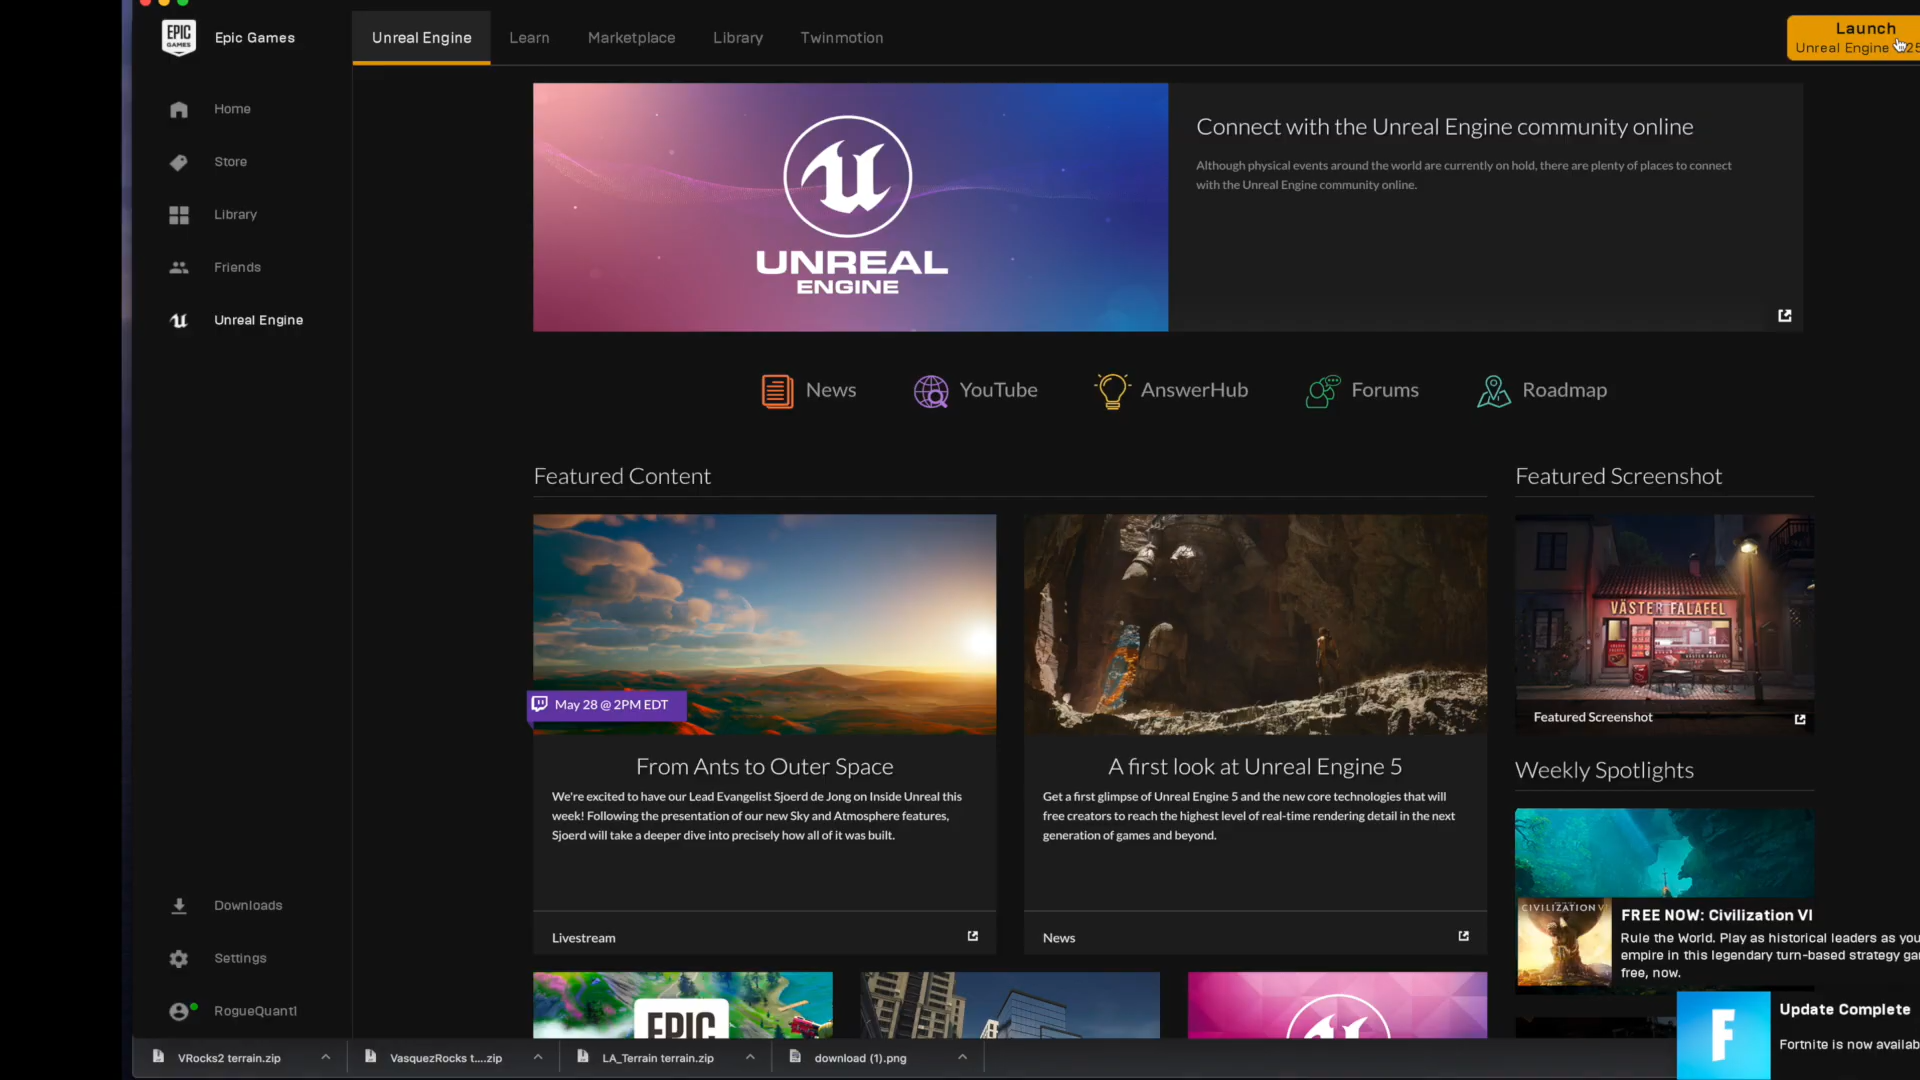 EPIC
GAMES
Epic Games
Unreal Engine
Learn
Marketplace
Library
Twinmotion
Launch
Unreal Engine
Home
Store
Library
Friends
Unreal Engine
UNREAL
ENGINE
Connect with the Unreal Engine community online
Although physical events around the world are currently on hold, there are plenty of places to connect
with the Unreal Engine community online.
News
YouTube
AnswerHub
Forums
Roadmap
Featured Content
Featured Screenshot
May 28 @ 2PM EDT
From Ants to Outer Space
We're excited to have our Lead Evangelist Sjoerd de Jong on Inside Unreal this
week! Following the presentation of our new Sky and Atmosphere features,
Sjoerd will take a deeper dive into precisely how all of it was built.
Livestream
A first look at Unreal Engine 5
Get a first glimpse of Unreal Engine 5 and the new core technologies that will
free creators to reach the highest level of real-time rendering detail in the next
generation of games and beyond.
News
VÄSTER FALAFEL
Featured Screenshot
Weekly Spotlights
CIVILIZATION VI
FREE NOW: Civilization VI
Rule the World. Play as historical leaders as you
empire in this legendary turn-based strategy
free, now.
Update Complete
Fortnite is now
EPIC
Downloads
Settings
RogueQuant1
VRocks2 terrain.zip
VasquezRocks t....zip
LA_Terrain terrain.zip
download (1).png